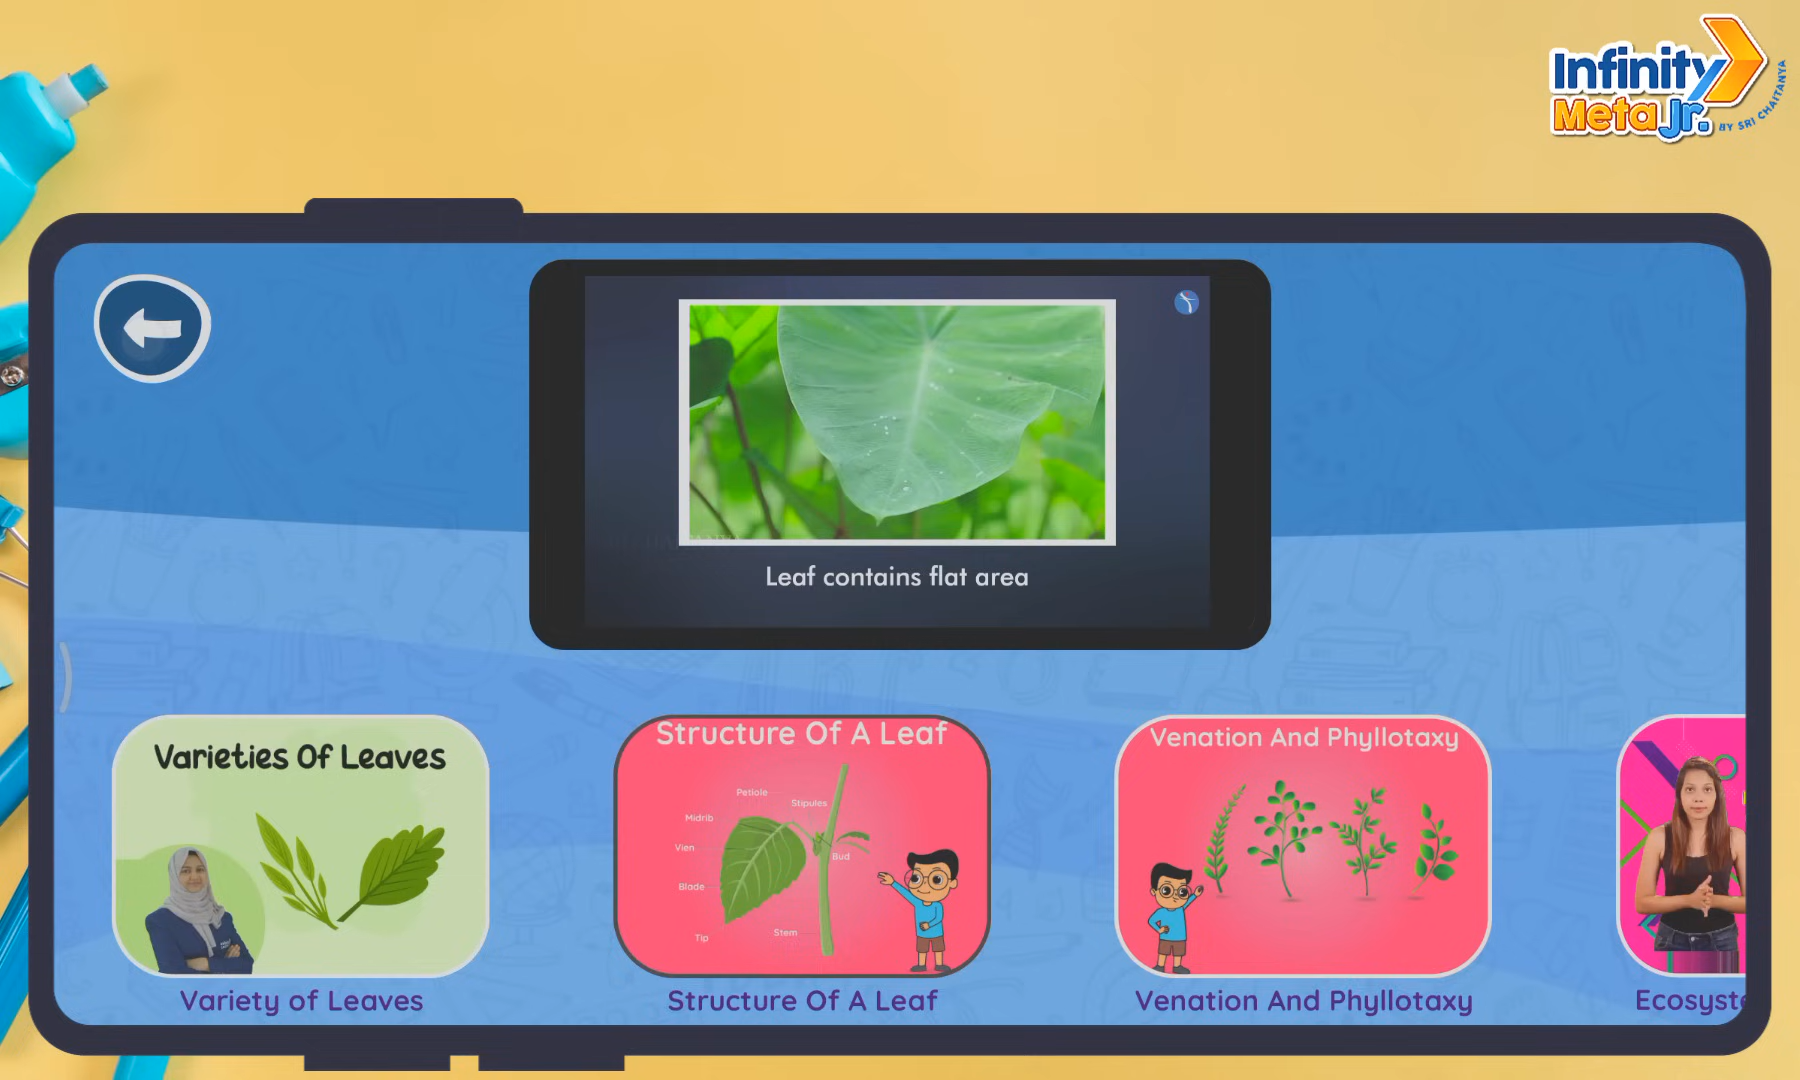 Infinity
Meta Jr.
BY SRI CHAITANYA
Leaf contains flat area
Varieties Of Leaves
Variety of Leaves
Structure Of A Leaf
Petiole
Stipules
Midrib
Vien
Bud
Blade
Stem
Tip
Structure Of A Leaf
Venation And Phyllotaxy
Venation And Phyllotaxy
Ecosyste